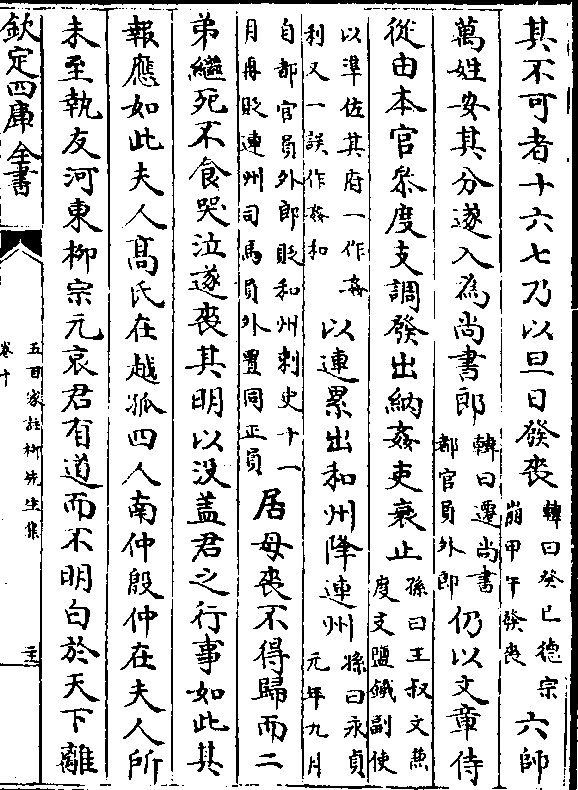 其不可者十六七乃以旦日發喪韓曰癸已德宗崩甲午發喪六師
萬姓安其分遂入為尚書郎韓曰遷尚書都官員外郎仍以文章侍
從由本官叅度支調發出納姦吏衰止孫曰王叔文兼度支鹽鐵副使
以準佐其府一作姦利又一誤作務和以連累出和州降連州孫曰永貞元年九月
自都官員外郎貶和州刺史十一月再貶連州司馬員外置同正員居母喪不得歸而二
弟繼死不食哭泣遂喪其明以没蓋君之行事如此其
報應如此夫人髙氏在越孤四人南仲殷仲在夫人所
未至執友河東柳宗元哀君有道而不明白於天下離
欽定四庫全書
五百家註柳先生集
卷十